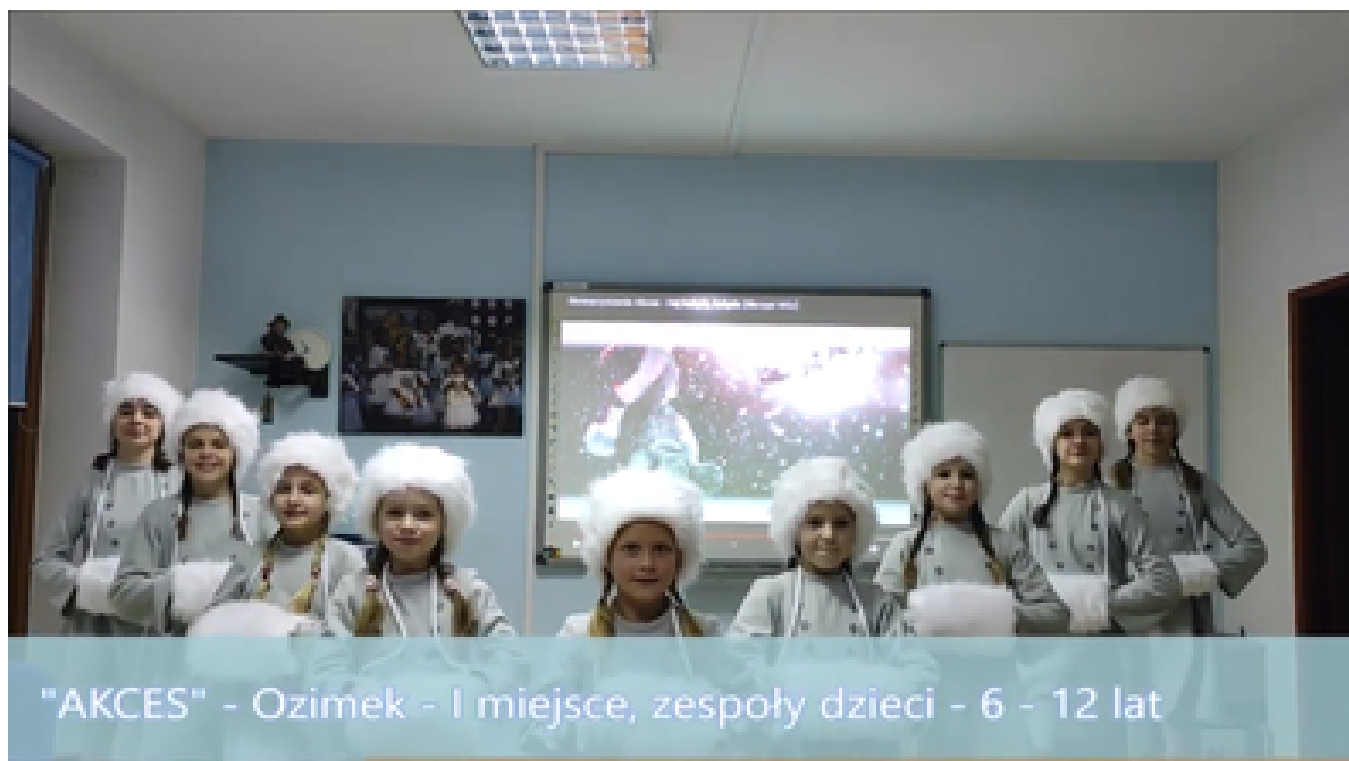 "AKCES" - Ozimek - I miejsce, zespoły dzieci - 6 - 12 lat